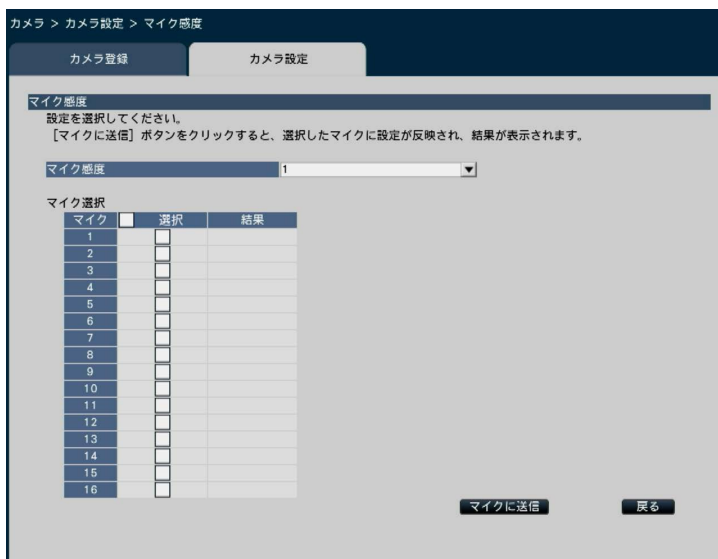 カメラ > カメラ設定 > マイク感度
カメラ登録 カメラ設定
マイク感度
設定を選択してください。
［マイクに送信］ボタンをクリックすると、選択したマイクに設定が反映され、結果が表示されます。
マイク感度 1
マイク選択
マイク 選択 結果
1
2
3
4
5
6
7
8
9
10
11
12
13
14
15
16
マイクに送信 戻る